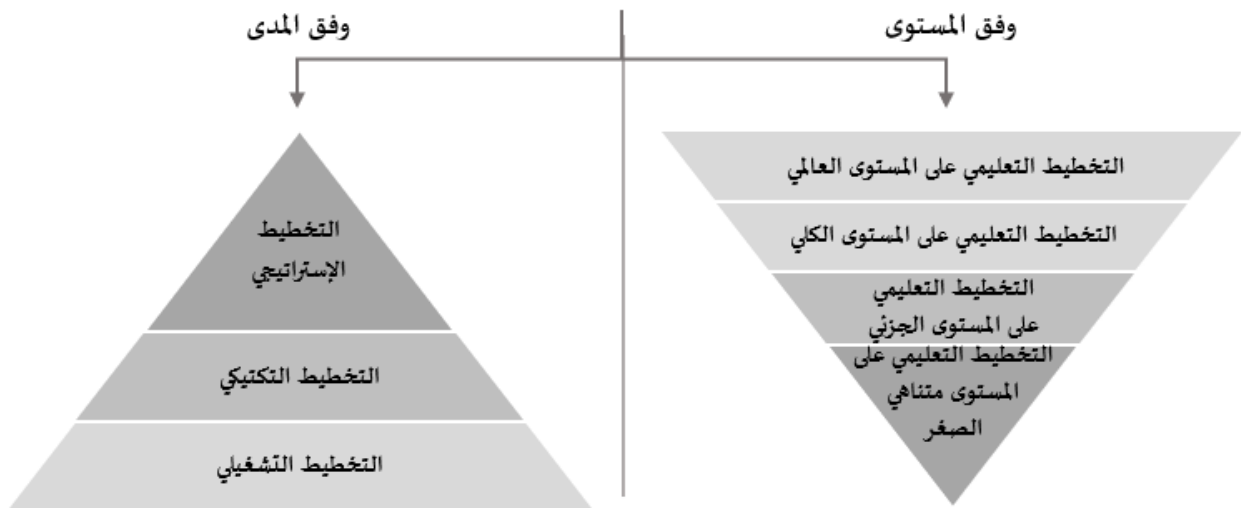 وفق المستوى
وفق المدى
التخطيط التعليمي على المستوى العالمي
التخطيط التعليمي على المستوى الكلي
التخطيط التعليمي
على المستوى الجزئي
التخطيط التعليمي على
المستوى متناهي
الصغر
التخطيط
الإستراتيجي
التخطيط التكتيكي
التخطيط التشغيلي